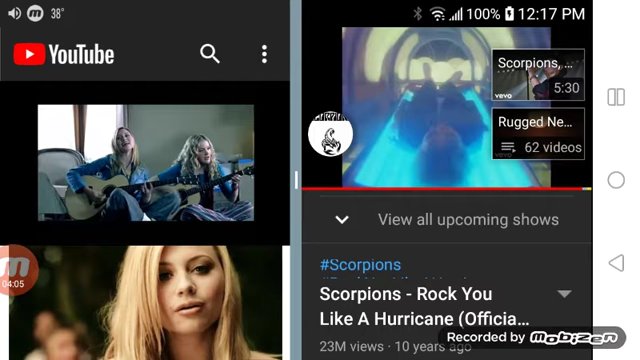 38°
100% 12:17 PM
YouTube
Scorpions, ...
vevo
5:30
Rugged Ne...
62 videos
vevo
View all upcoming shows
#Scorpions
Scorpions - Rock You
Like A Hurricane (Officia...
23M views · 10 years ago
04:05
Recorded by mobizen